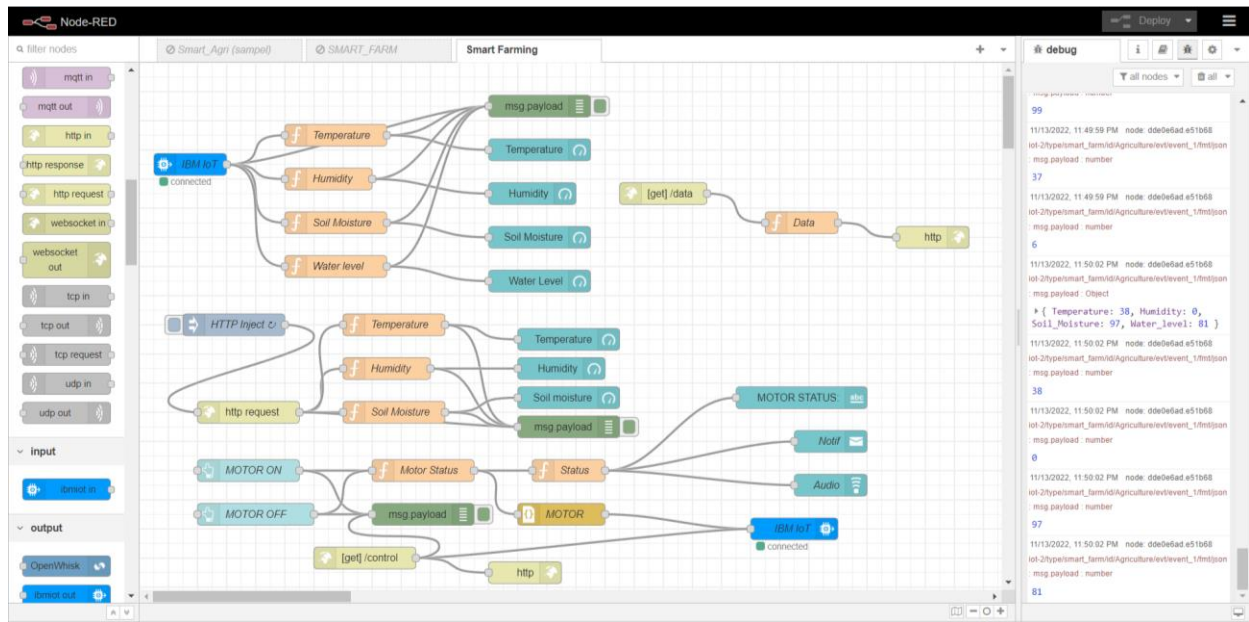 Node-RED
Deploy
filter nodes
Smart_Agri (sampel)
SMART_FARM
Smart Farming
debug
i
all nodes
all
mqtt in
mqtt out
http in
http response
http request
websocket in
websocket
out
tcp in
tcp out
tcp request
udp in
udp out
input
ibmiot in
output
OpenWhisk
ibmiot out
IBM IoT
connected
Temperature
Humidity
Soil Moisture
Water level
msg.payload
Temperature
Humidity
Soil Moisture
Water Level
[get] /data
Data
http
HTTP Inject ↻
http request
Temperature
Humidity
Soil Moisture
Temperature
Humidity
Soil moisture
msg.payload
MOTOR ON
MOTOR OFF
Motor Status
msg.payload
Status
MOTOR
MOTOR STATUS:
abc
Notif
Audio
IBM IoT
connected
[get] /control
http
msg.payload : number
99
11/13/2022, 11:49:59 PM node: dde0e6ad.e51b68
iot-2/type/smart_farm/id/Agriculture/evt/event_1/fmt/json
: msg.payload : number
37
11/13/2022, 11:49:59 PM node: dde0e6ad.e51b68
iot-2/type/smart_farm/id/Agriculture/evt/event_1/fmt/json
: msg.payload : number
6
11/13/2022, 11:50:02 PM node: dde0e6ad.e51b68
iot-2/type/smart_farm/id/Agriculture/evt/event_1/fmt/json
: msg.payload : Object
{ Temperature: 38, Humidity: 0,
Soil_Moisture: 97, Water_level: 81 }
11/13/2022, 11:50:02 PM node: dde0e6ad.e51b68
iot-2/type/smart_farm/id/Agriculture/evt/event_1/fmt/json
: msg.payload : number
38
11/13/2022, 11:50:02 PM node: dde0e6ad.e51b68
iot-2/type/smart_farm/id/Agriculture/evt/event_1/fmt/json
: msg.payload : number
0
11/13/2022, 11:50:02 PM node: dde0e6ad.e51b68
iot-2/type/smart_farm/id/Agriculture/evt/event_1/fmt/json
: msg.payload : number
97
11/13/2022, 11:50:02 PM node: dde0e6ad.e51b68
iot-2/type/smart_farm/id/Agriculture/evt/event_1/fmt/json
: msg.payload : number
81